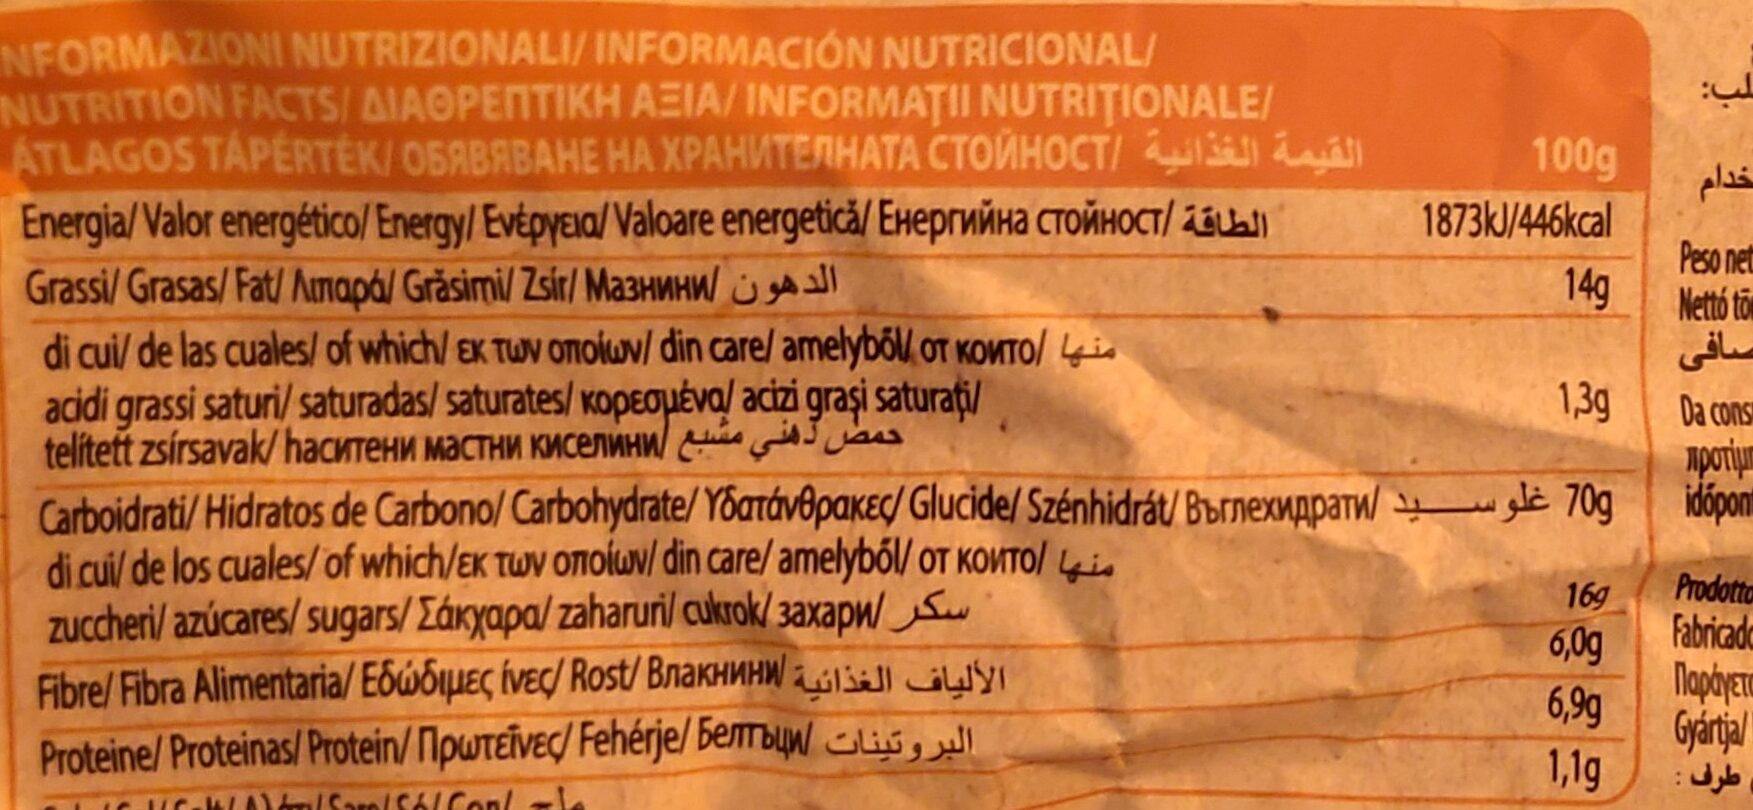 INFORMAZIONI NUTRIZIONALI/ INFORMACIÓN NUTRICIONAL/
NUTRITION FACTS/ ΔΙΑΘΡΕΠΤΙΚΗ ΑΞΙΑ/ INFORMAŢII NUTRIŢIONALE/
ÁTLAGOS TÁPÉRTÉK/ ОБЯВЯВАНЕ НА ХРАНИТЕЛНАТА СТОЙНОСТ/ القيمة الغذائية 100g
Energia/ Valor energético/ Energy/ Ενέργεια/ Valoare energetică/ Енергийна стойност/ الطاقة 1873kJ/446kcal
Grassi/ Grasas/ Fat/ Λιπαρά/ Grăsimi/ Zsír/ Мазнини/ الدهون 14g
di cui/ de las cuales/ of which/ εκ των οποίων/ din care/ amelyből/ от които/ منها
acidi grassi saturi/ saturadas/ saturates/ κορεσμένα/ acizi graşi saturaţi/ 1,3g
telített zsírsavak/ наситени мастни киселини/ حمض دهني مشبع
Carboidrati/ Hidratos de Carbono/ Carbohydrate/ Υδατάνθρακες/ Glucide/ Szénhidrát/ Въглехидрати/ غلوسيد 70g
di cui/ de los cuales/ of which/ εκ των οποίων/ din care/ amelyből/ от които/ منها
zuccheri/ azúcares/ sugars/ Σάκχαρα/ zaharuri/ cukrok/ захари/ سكر 16g
Fibre/ Fibra Alimentaria/ Εδώδιμες ίνες/ Rost/ Влакнини/ الألياف الغذائية 6,0g
Proteine/ Proteinas/ Protein/ Πρωτεΐνες/ Fehérje/ Белтъци/ البروتينات 6,9g
1,1g
Peso net
Nettó
Da cons
Prodotto
Gyártja/
طرف :